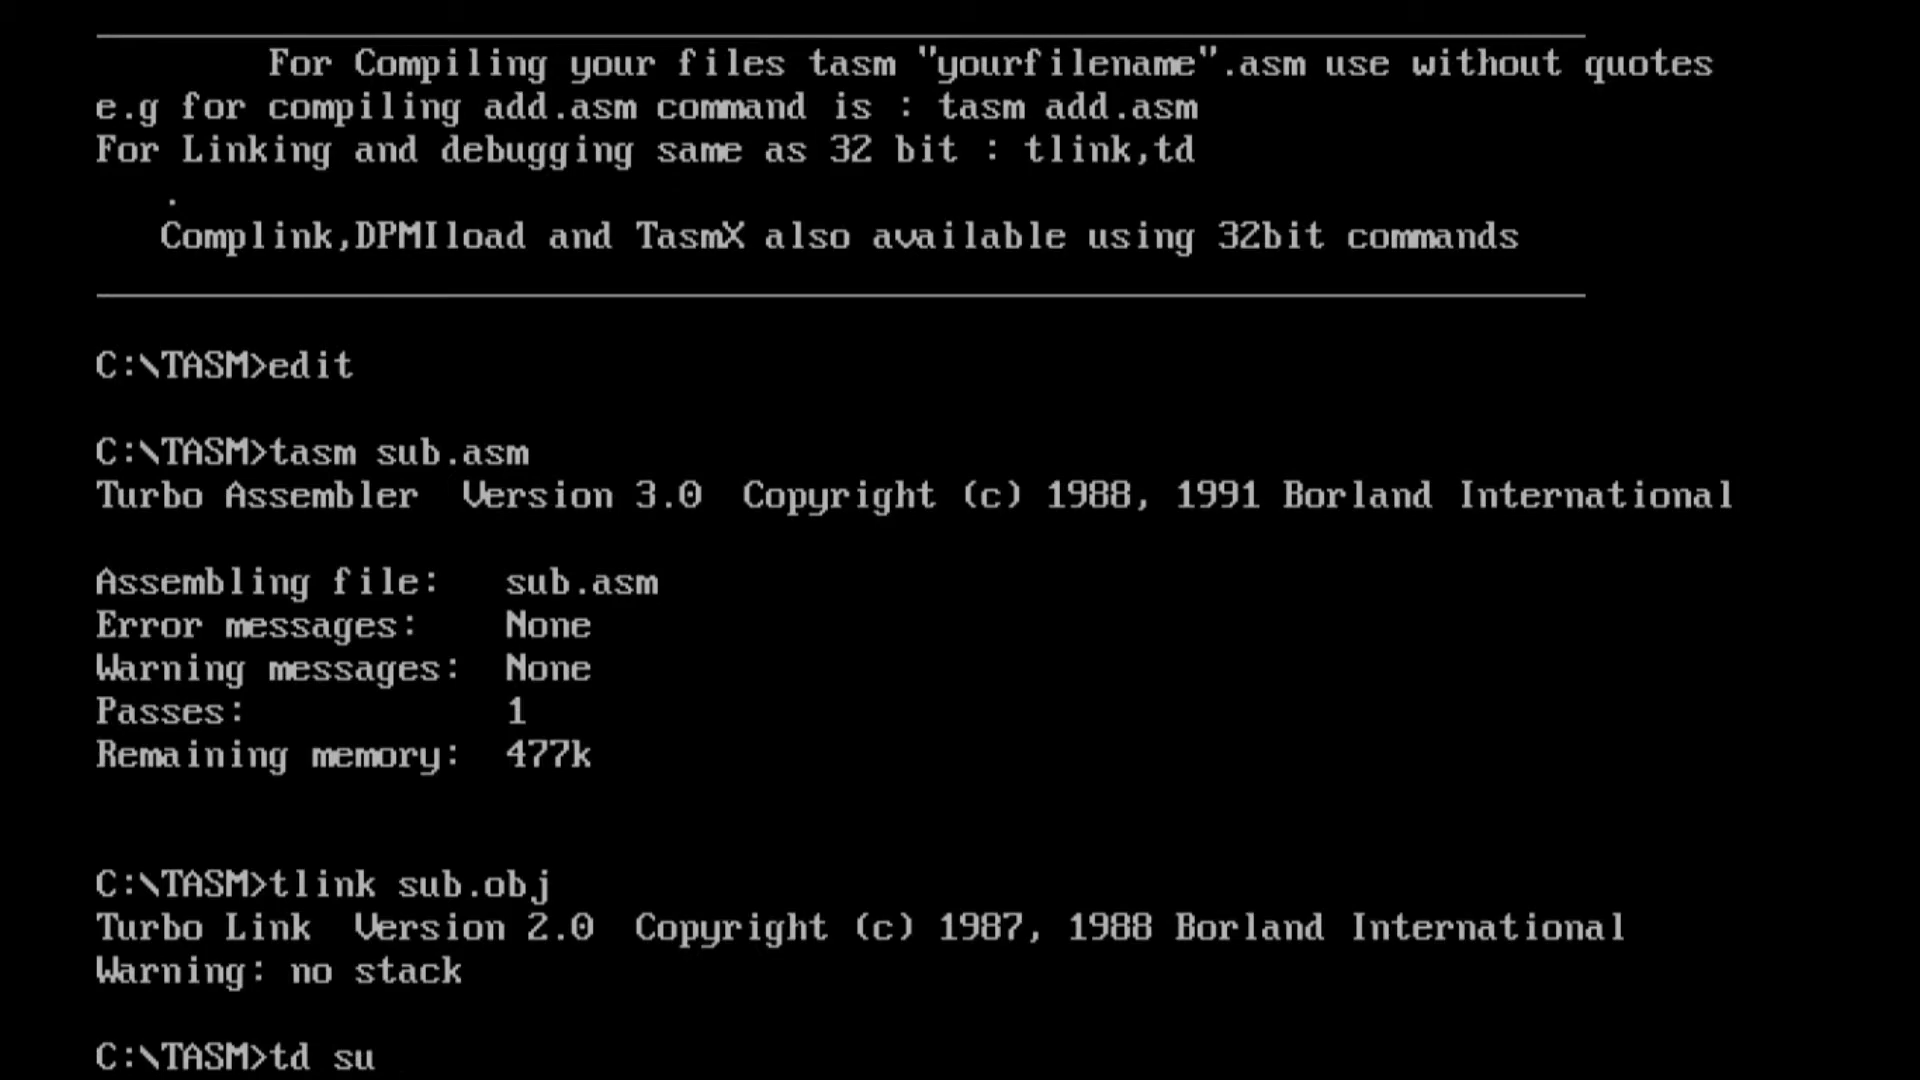 For Compiling your files tasm "yourfilename".asm use without quotes
e.g for compiling add.asm command is : tasm add.asm
For Linking and debugging same as 32 bit : tlink,td
.
Complink,DPMIload and TasmX also available using 32bit commands
C:\TASM>edit
C:\TASM>tasm sub.asm
Turbo Assembler  Version 3.0  Copyright (c) 1988, 1991 Borland International
Assembling file:   sub.asm
Error messages:    None
Warning messages:  None
Passes:            1
Remaining memory:  477k
C:\TASM>tlink sub.obj
Turbo Link  Version 2.0  Copyright (c) 1987, 1988 Borland International
Warning: no stack
C:\TASM>td su